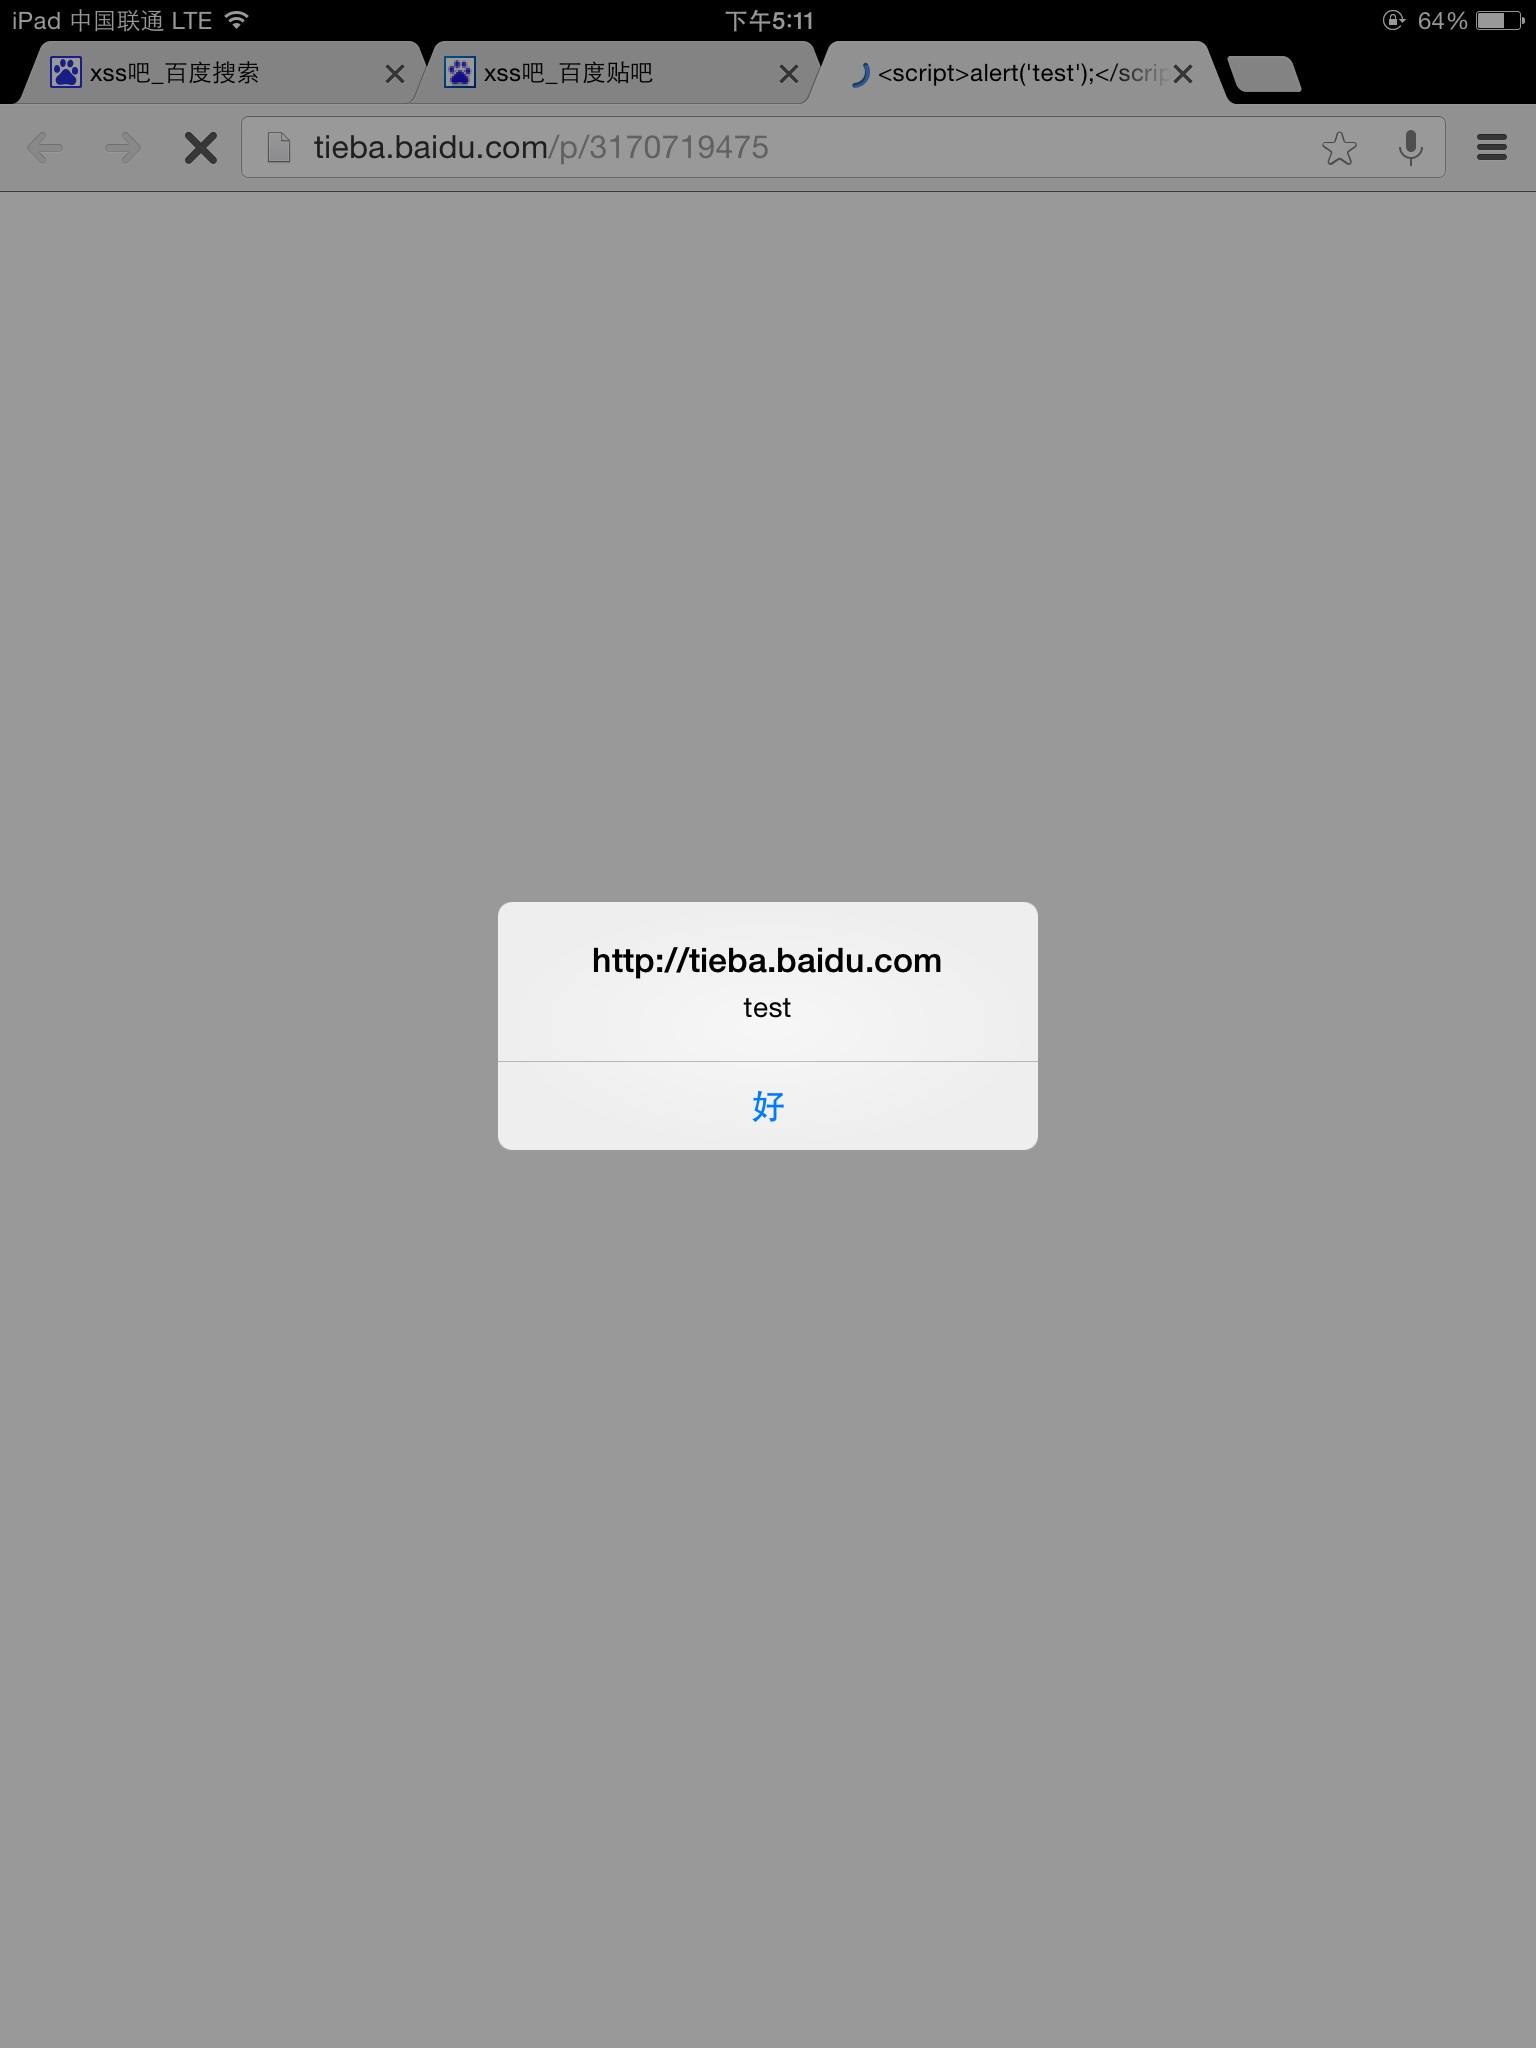 iPad 中国联通 LTE
下午5:11
64%
xss吧_百度搜索
xss吧_百度贴吧
<script>alert('test');</scrip
tieba.baidu.com/p/3170719475
http://tieba.baidu.com
test
好